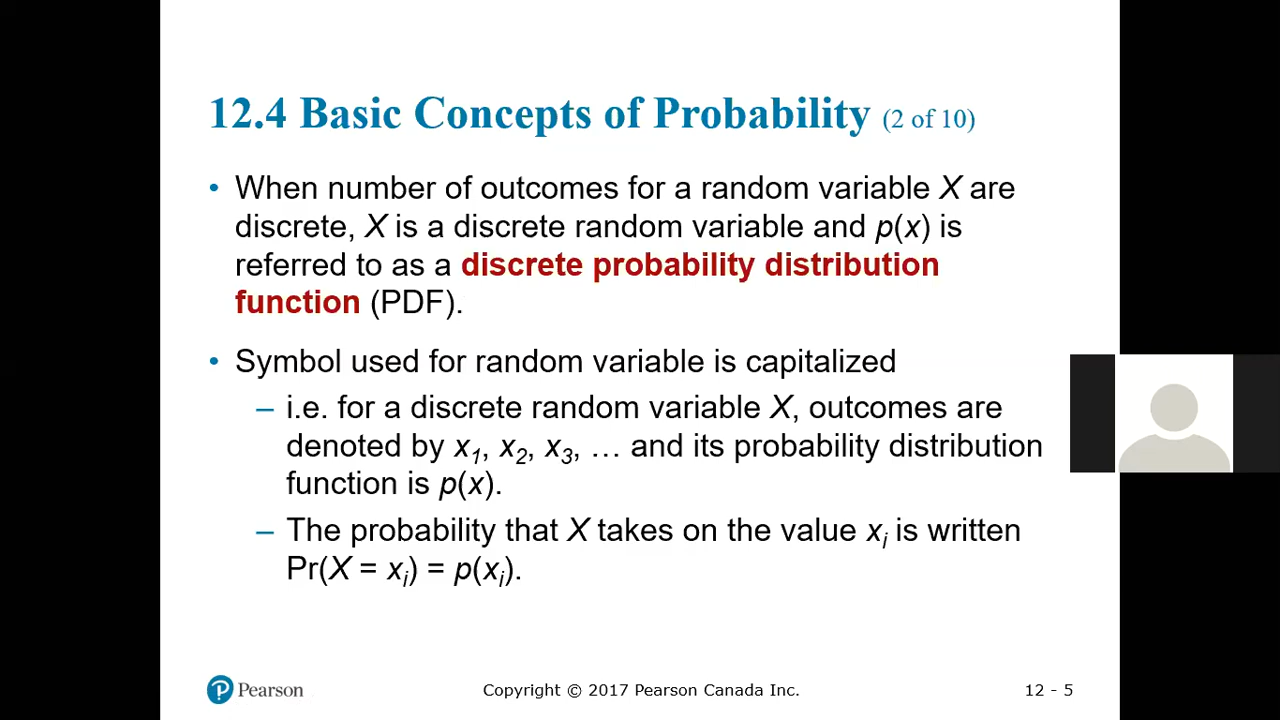 12.4 Basic Concepts of Probability (2 of 10)
• When number of outcomes for a random variable X are
discrete, X is a discrete random variable and p(x) is
referred to as a discrete probability distribution
function (PDF).
• Symbol used for random variable is capitalized
– i.e. for a discrete random variable X, outcomes are
denoted by x₁, x₂, x₃, … and its probability distribution
function is p(x).
– The probability that X takes on the value xᵢ is written
Pr(X = xᵢ) = p(xᵢ).
Pearson
Copyright © 2017 Pearson Canada Inc.
12 - 5